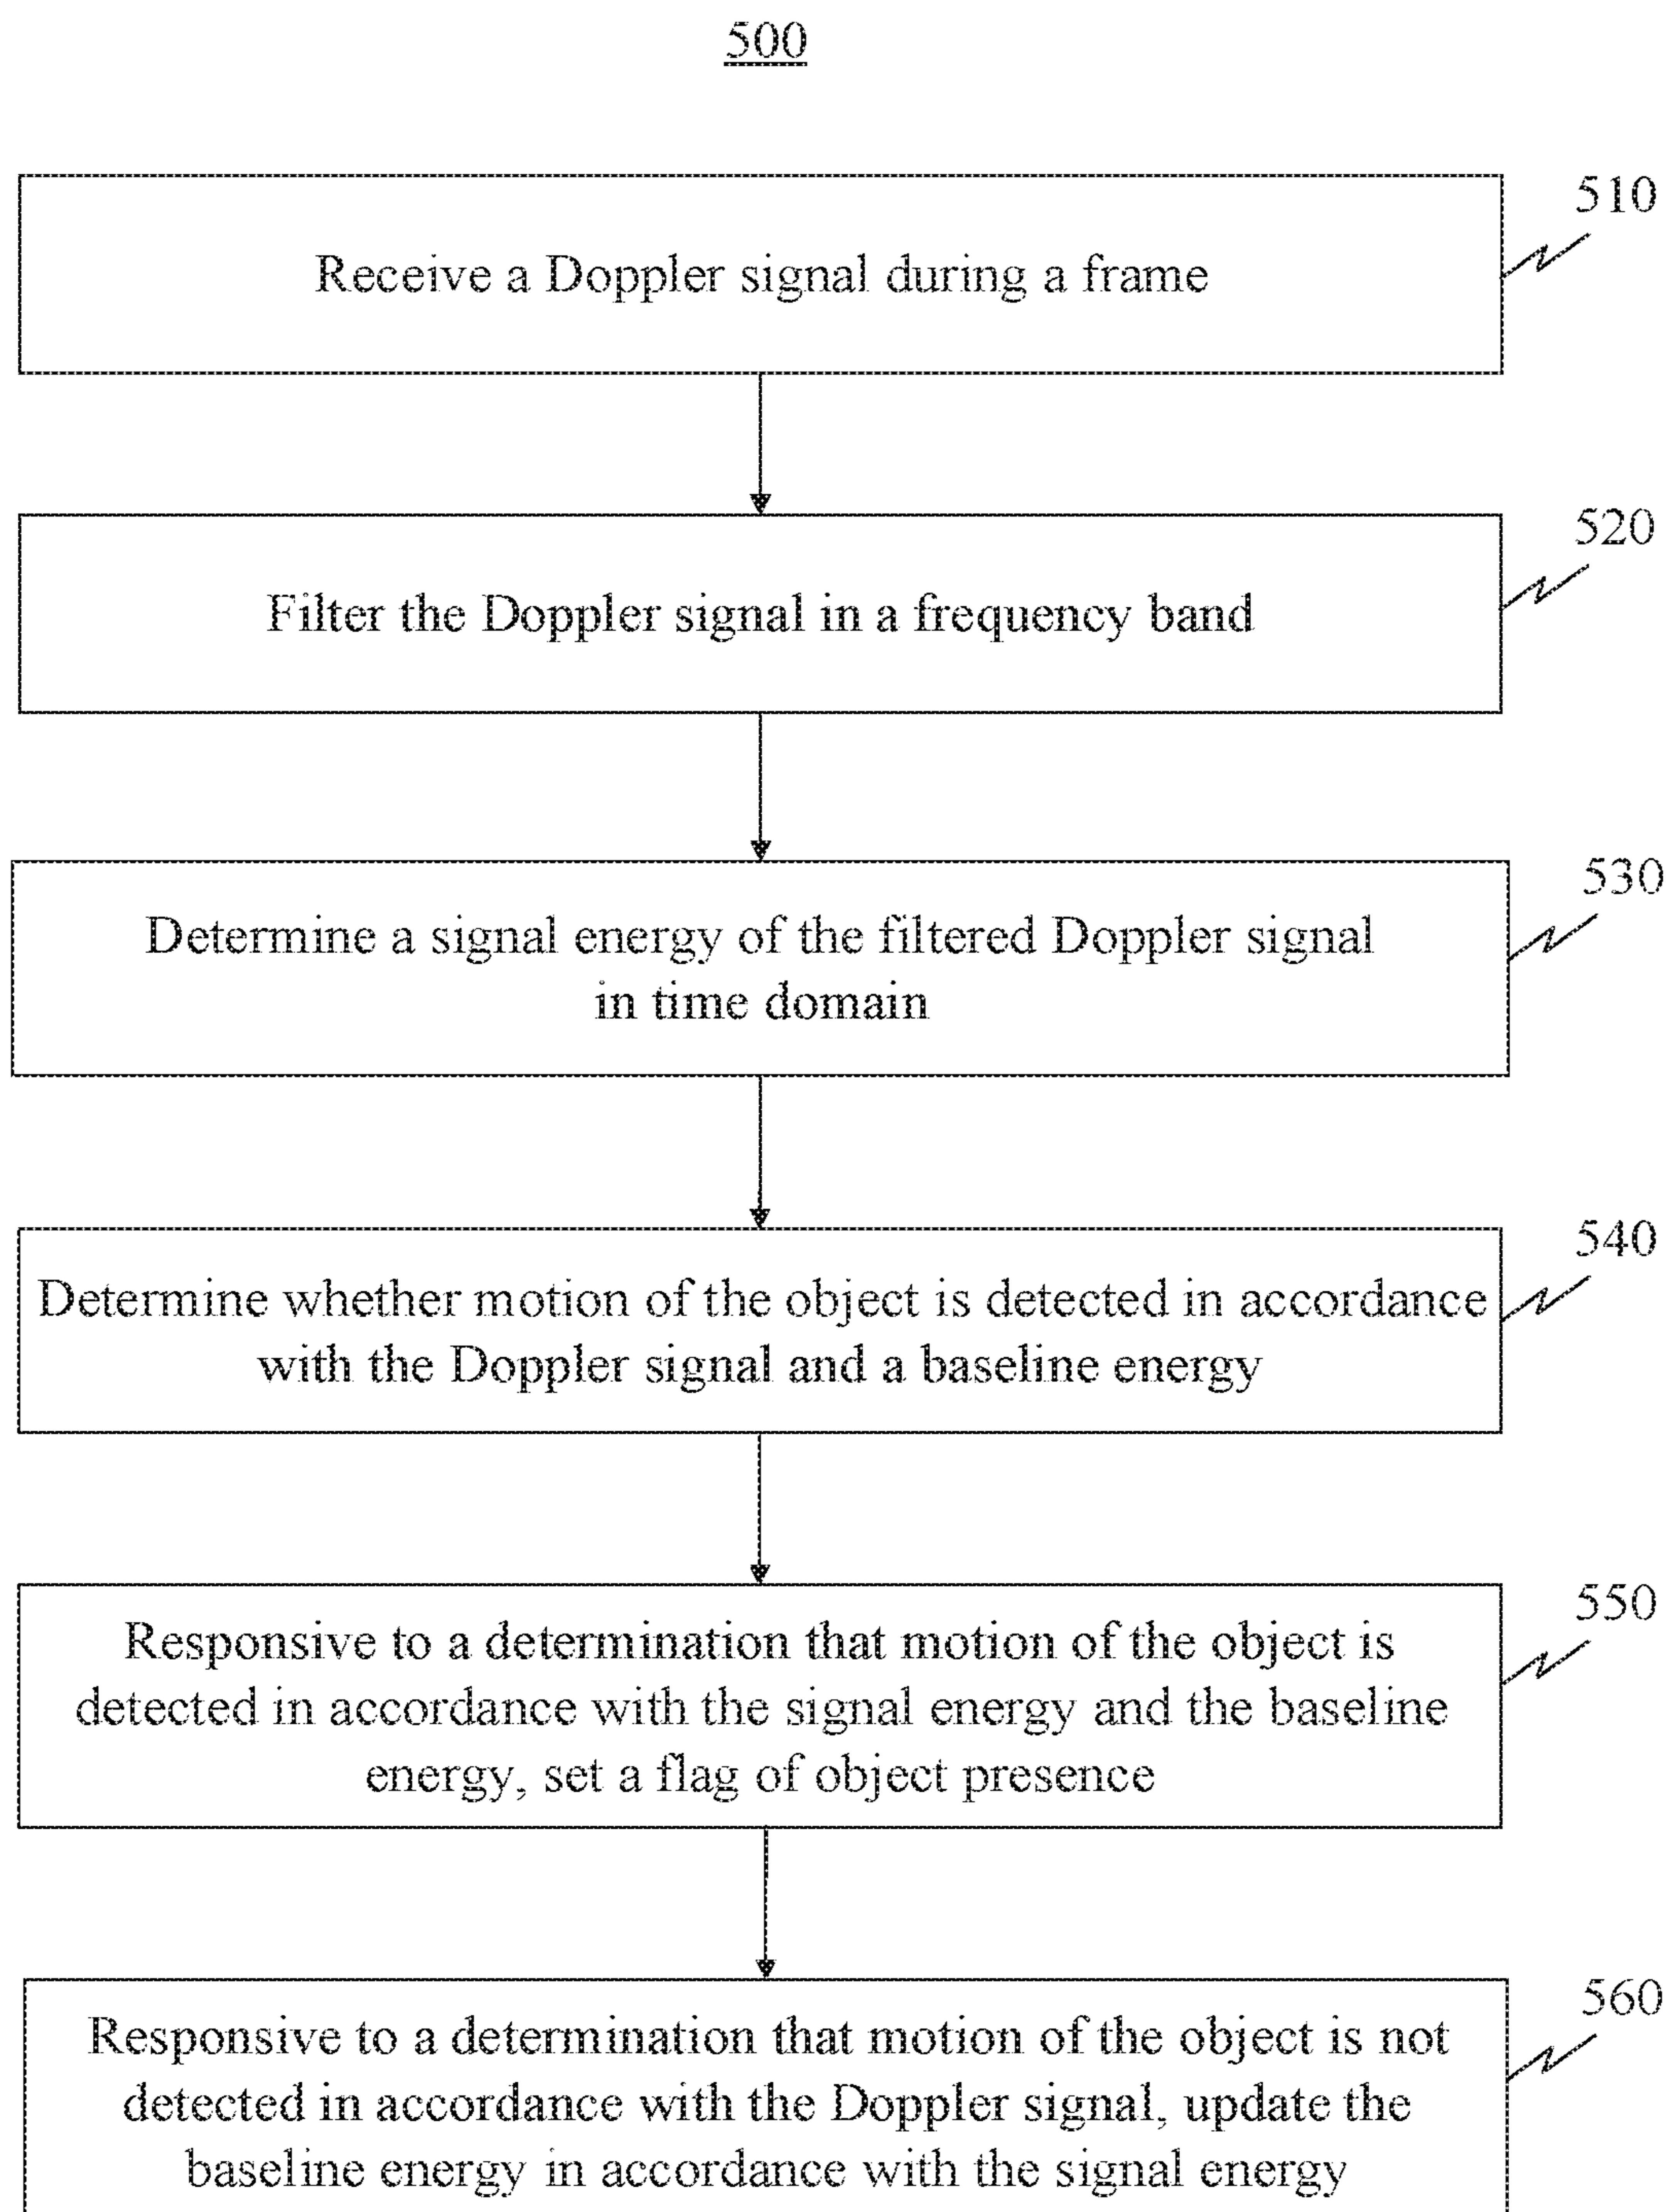 500
510
Receive a Doppler signal during a frame
520
Filter the Doppler signal in a frequency band
530
Determine a signal energy of the filtered Doppler signal
in time domain
540
Determine whether motion of the object is detected in accordance
with the Doppler signal and a baseline energy
550
Responsive to a determination that motion of the object is
detected in accordance with the signal energy and the baseline
energy, set a flag of object presence
560
Responsive to a determination that motion of the object is not
detected in accordance with the Doppler signal, update the
baseline energy in accordance with the signal energy